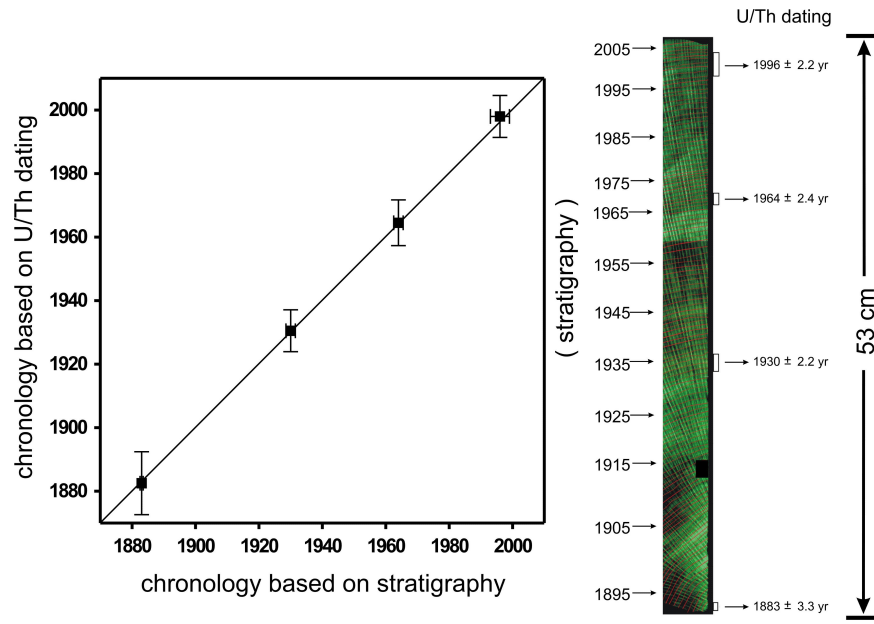 chronology based on U/Th dating
2000
1980
1960
1940
1920
1900
1880
1880 1900 1920 1940 1960 1980 2000
chronology based on stratigraphy
U/Th dating
( stratigraphy )
2005
1995
1985
1975
1965
1955
1945
1935
1925
1915
1905
1895
1996 ± 2.2 yr
1964 ± 2.4 yr
1930 ± 2.2 yr
1883 ± 3.3 yr
53 cm